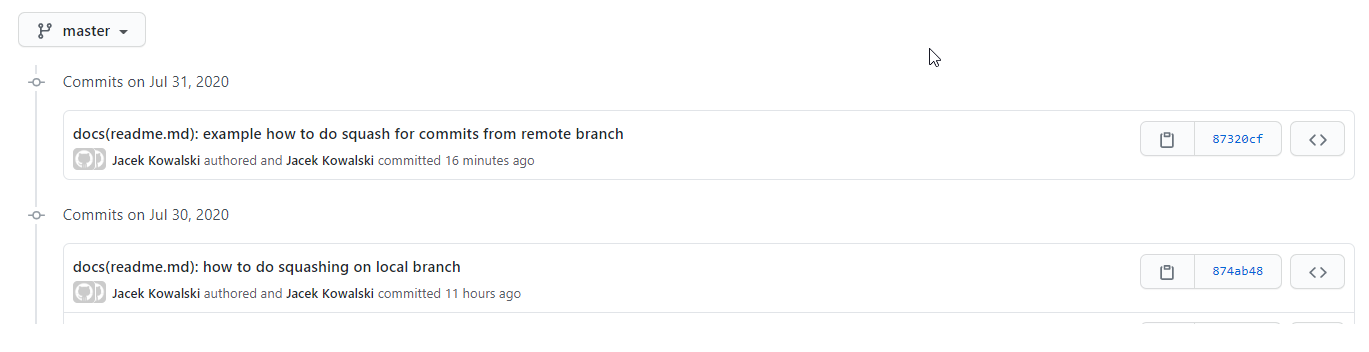 master
Commits on Jul 31, 2020
docs(readme.md): example how to do squash for commits from remote branch
Jacek Kowalski authored and Jacek Kowalski committed 16 minutes ago
87320cf
Commits on Jul 30, 2020
docs(readme.md): how to do squashing on local branch
Jacek Kowalski authored and Jacek Kowalski committed 11 hours ago
874ab48